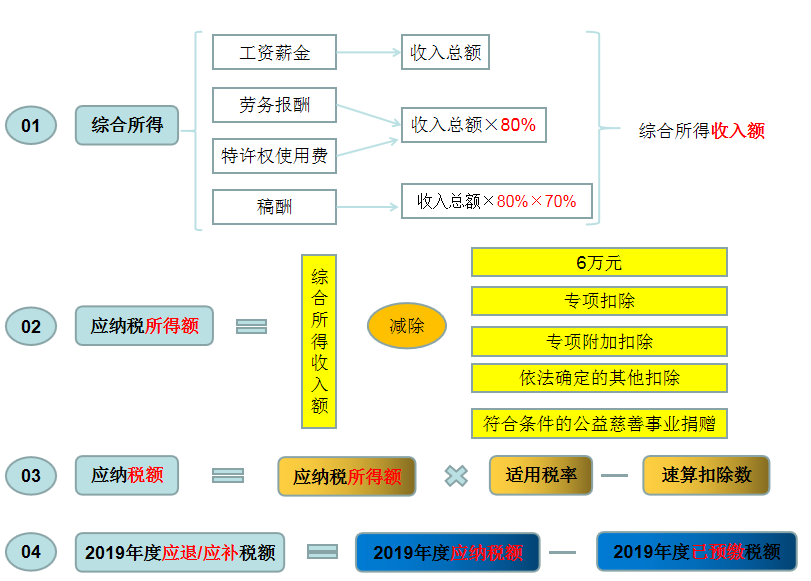 01
综合所得
工资薪金
收入总额
劳务报酬
特许权使用费
收入总额×80%
稿酬
收入总额×80%×70%
综合所得收入额
02
应纳税所得额
综合所得收入额
减除
6万元
专项扣除
专项附加扣除
依法确定的其他扣除
符合条件的公益慈善事业捐赠
03
应纳税额
应纳税所得额
适用税率
速算扣除数
04
2019年度应退/应补税额
2019年度应纳税额
2019年度已预缴税额